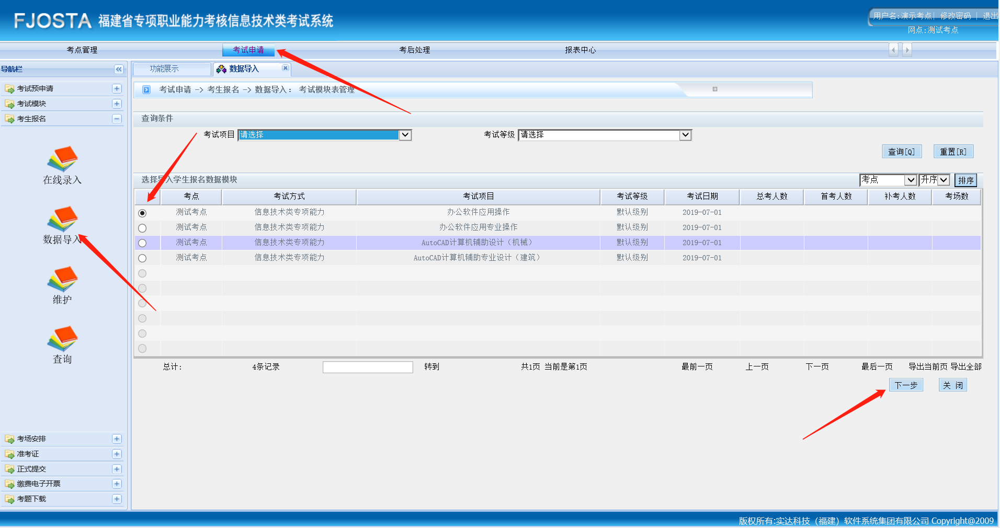 FJOSTA 福建省专项职业能力考核信息技术类考试系统
用户名:演示考点| 修改密码 | 退出
网点:测试考点
考点管理 考试申请 考后处理 报表中心
导航栏
考试预申请
考试模块
考生报名
在线录入
数据导入
维护
查询
考场安排
准考证
正式提交
缴费电子开票
考题下载
功能展示 数据导入
考试申请 -> 考生报名 -> 数据导入: 考试模块表管理
查询条件
考试项目 请选择 考试等级 请选择
查询[Q] 重置[R]
选择导入学生报名数据模块 考点 升序 排序
考点 考试方式 考试项目 考试等级 考试日期 总考人数 首考人数 补考人数 考场数
测试考点 信息技术类专项能力 办公软件应用操作 默认级别 2019-07-01
测试考点 信息技术类专项能力 办公软件应用专业操作 默认级别 2019-07-01
测试考点 信息技术类专项能力 AutoCAD计算机辅助设计（机械） 默认级别 2019-07-01
测试考点 信息技术类专项能力 AutoCAD计算机辅助专业设计（建筑） 默认级别 2019-07-01
总计: 4条记录 转到 共1页 当前是第1页 最前一页 上一页 下一页 最后一页 导出当前页 导出全部
下一步 关 闭
版权所有:实达科技（福建）软件系统集团有限公司 Copyright@2009